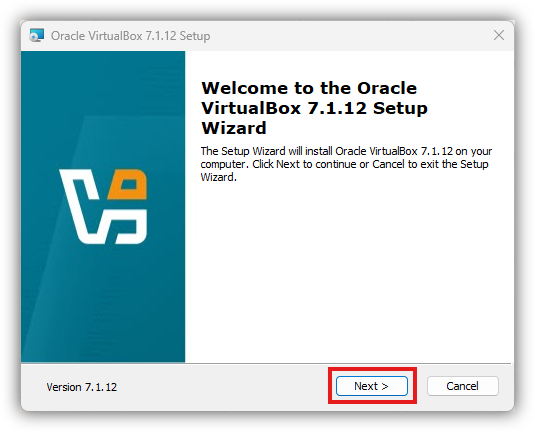 Oracle VirtualBox 7.1.12 Setup
Welcome to the Oracle
VirtualBox 7.1.12 Setup
Wizard
The Setup Wizard will install Oracle VirtualBox 7.1.12 on your
computer. Click Next to continue or Cancel to exit the Setup
Wizard.
Version 7.1.12
Next >
Cancel